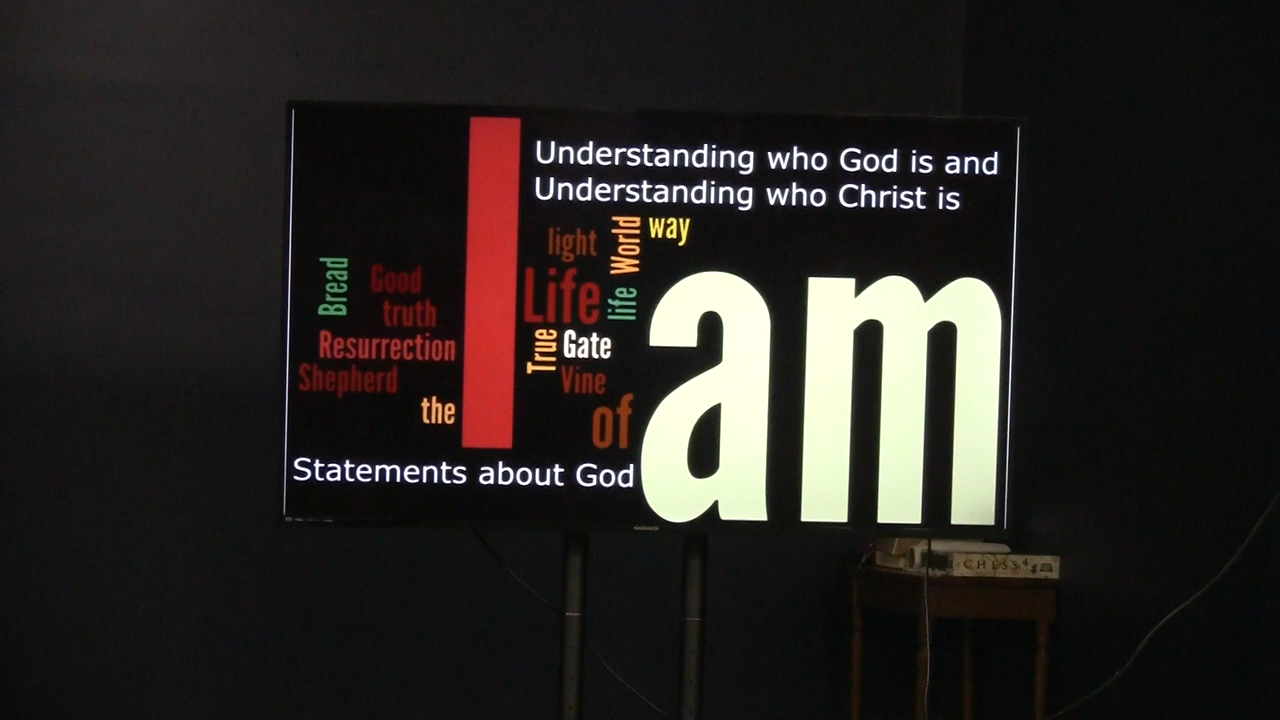 Understanding who God is and
Understanding who Christ is
I am
way
World
light
Bread
Good
Life
life
truth
True
Gate
Resurrection
Shepherd
Vine
the
of
Statements about God
CHESS4